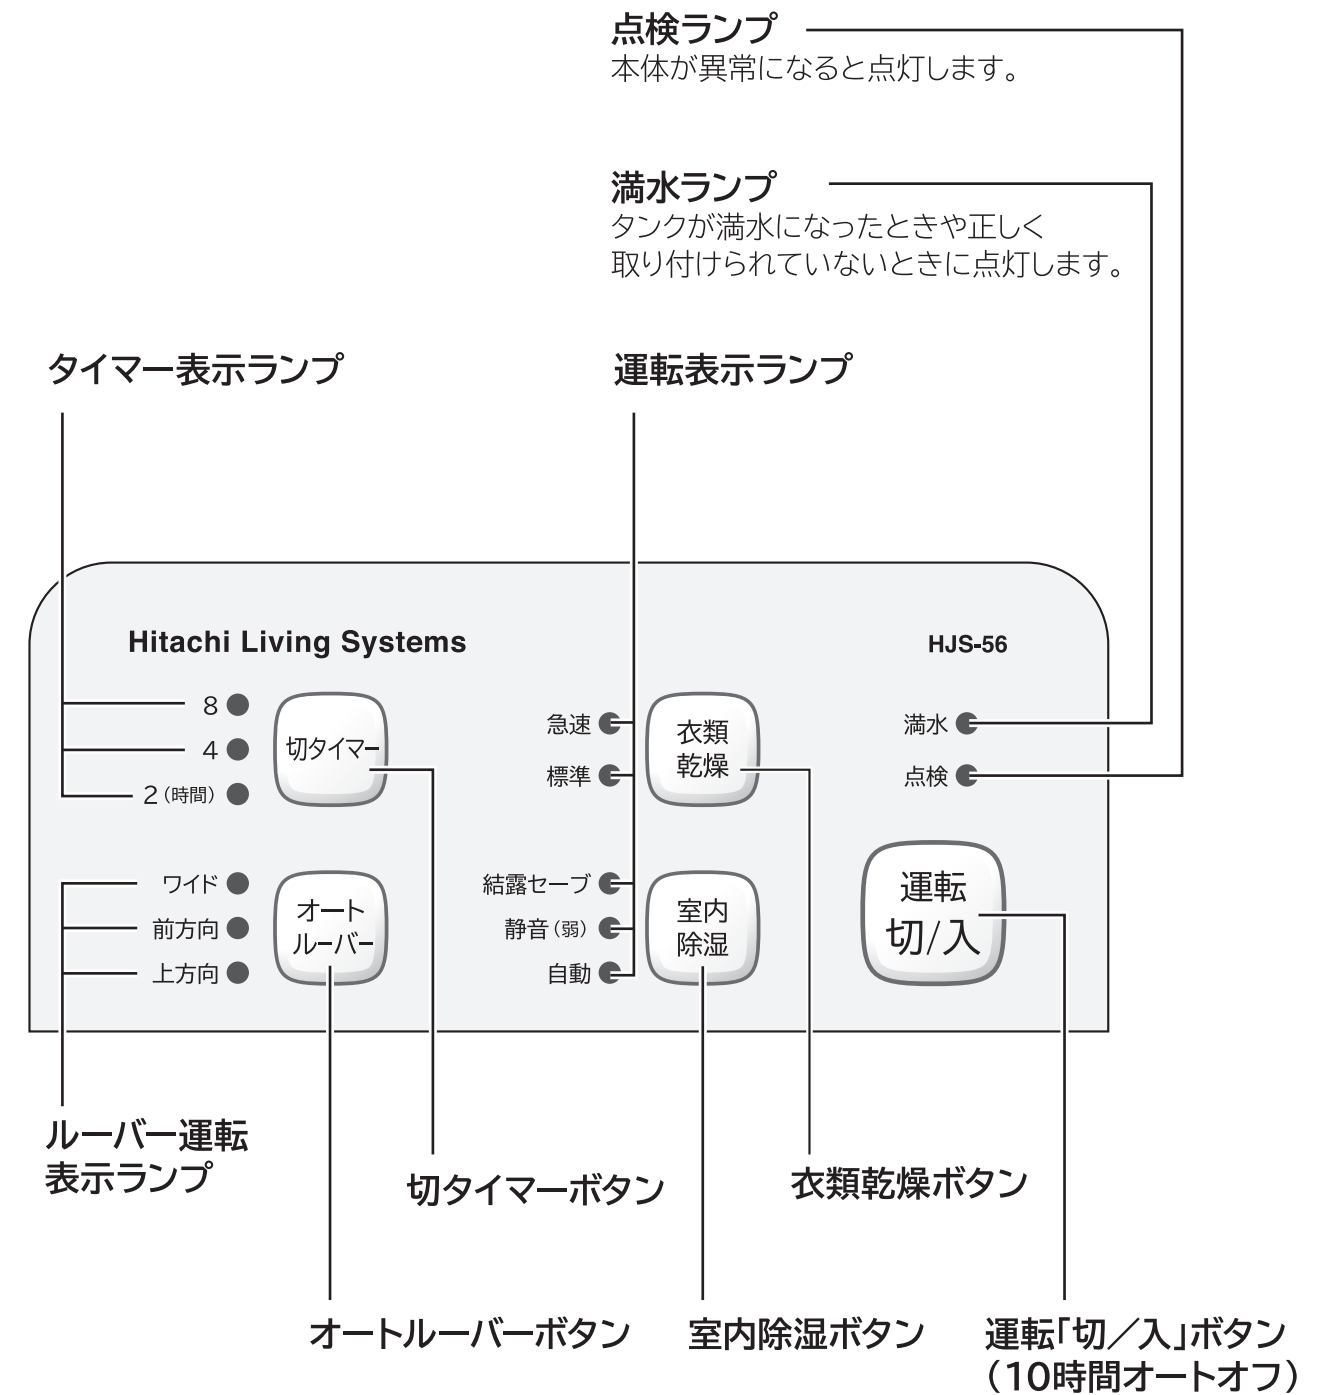 点検ランプ
本体が異常になると点灯します。
満水ランプ
タンクが満水になったときや正しく
取り付けられていないときに点灯します。
タイマー表示ランプ
運転表示ランプ
Hitachi Living Systems
HJS-56
8
4
2（時間）
切タイマー
急速
標準
衣類
乾燥
満水
点検
ワイド
前方向
上方向
オート
ルーバー
結露セーブ
静音（弱）
自動
室内
除湿
運転
切/入
ルーバー運転
表示ランプ
切タイマーボタン
衣類乾燥ボタン
オートルーバーボタン
室内除湿ボタン
運転「切／入」ボタン
（10時間オートオフ）